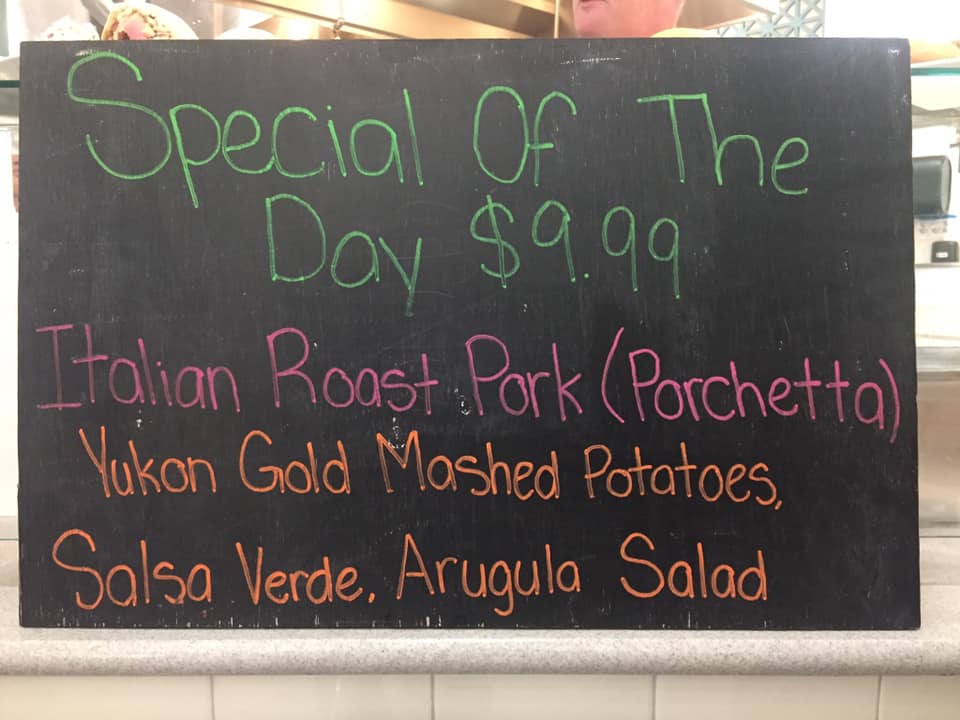 Special Of The
Day $9.99
Italian Roast Pork (Porchetta)
Yukon Gold Mashed Potatoes,
Salsa Verde, Arugula Salad